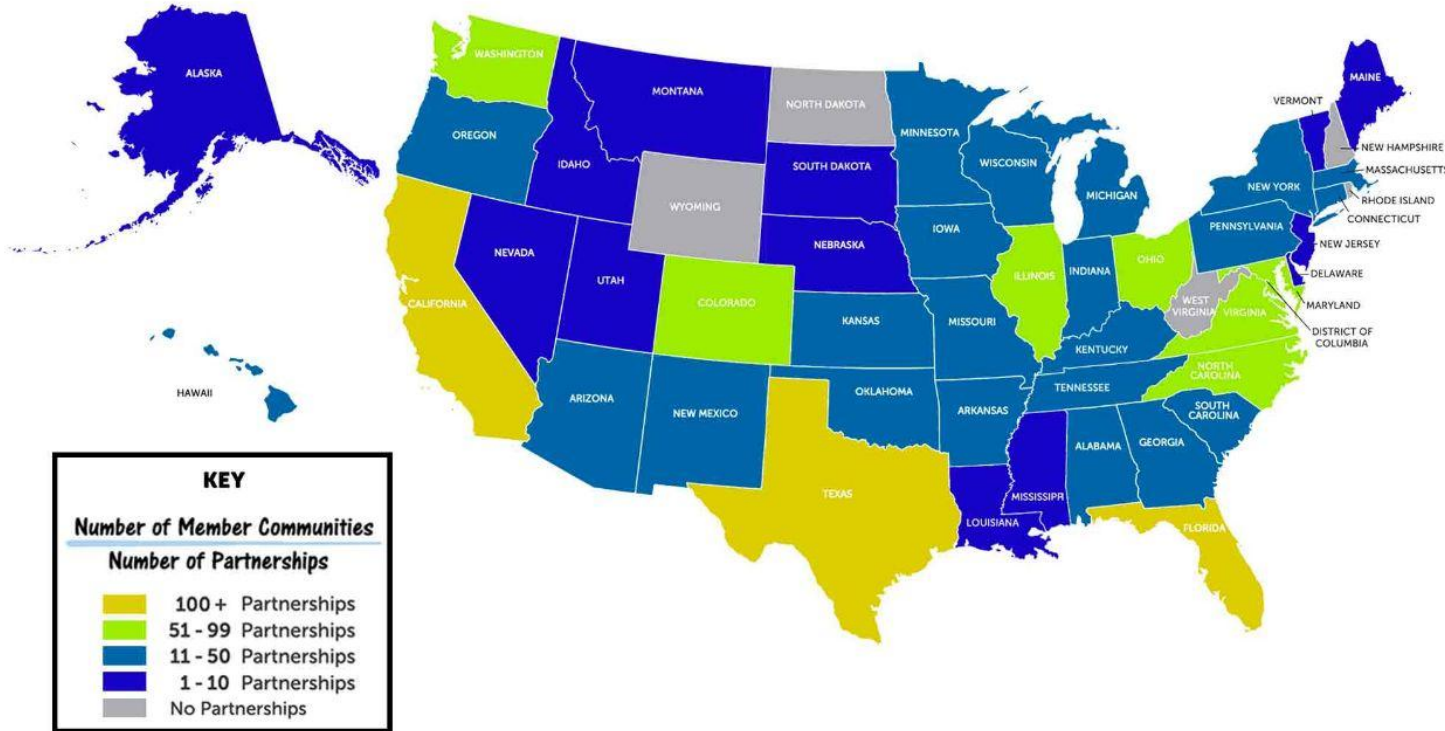 ALASKA
WASHINGTON
OREGON
CALIFORNIA
HAWAII
MONTANA
IDAHO
WYOMING
NEVADA
UTAH
COLORADO
ARIZONA
NEW MEXICO
NORTH DAKOTA
SOUTH DAKOTA
NEBRASKA
KANSAS
OKLAHOMA
TEXAS
MINNESOTA
IOWA
MISSOURI
ARKANSAS
LOUISIANA
WISCONSIN
ILLINOIS
MICHIGAN
INDIANA
OHIO
KENTUCKY
TENNESSEE
MISSISSIPPI
ALABAMA
GEORGIA
FLORIDA
SOUTH
CAROLINA
NORTH
CAROLINA
VIRGINIA
WEST
VIRGINIA
PENNSYLVANIA
NEW YORK
VERMONT
MAINE
NEW HAMPSHIRE
MASSACHUSETTS
RHODE ISLAND
CONNECTICUT
NEW JERSEY
DELAWARE
MARYLAND
DISTRICT OF
COLUMBIA
KEY
Number of Member Communities
Number of Partnerships
100 + Partnerships
51 - 99 Partnerships
11 - 50 Partnerships
1 - 10 Partnerships
No Partnerships